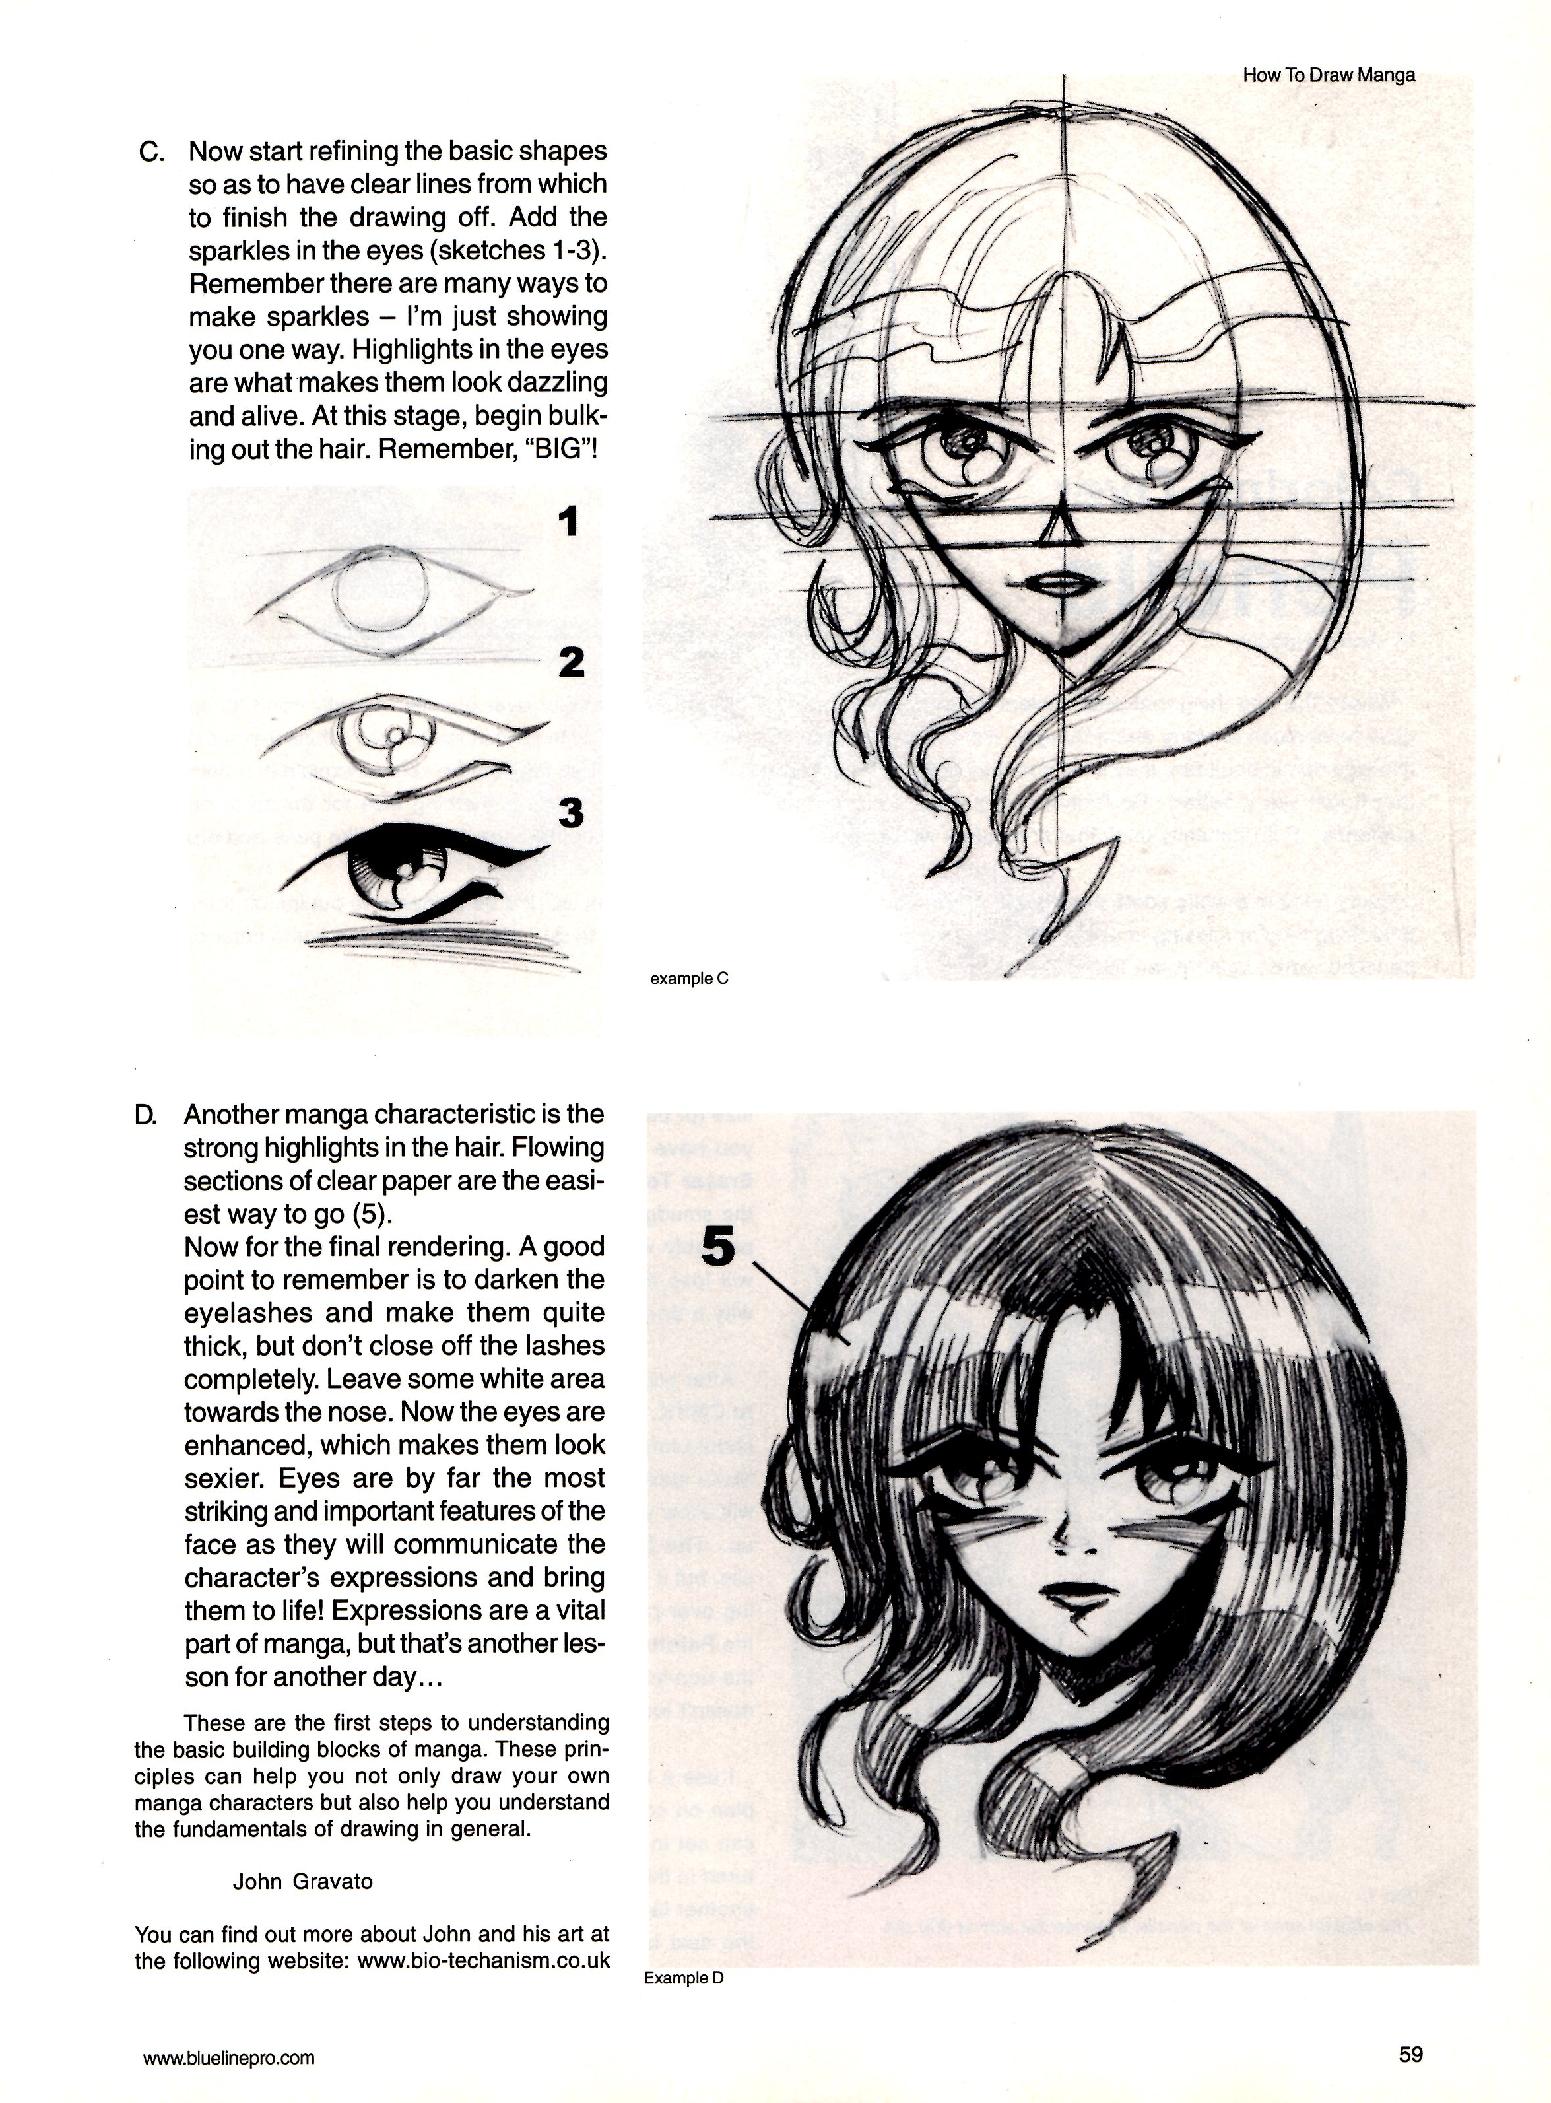 How To Draw Manga
C. Now start refining the basic shapes
so as to have clear lines from which
to finish the drawing off. Add the
sparkles in the eyes (sketches 1-3).
Remember there are many ways to
make sparkles – I'm just showing
you one way. Highlights in the eyes
are what makes them look dazzling
and alive. At this stage, begin bulk-
ing out the hair. Remember, “BIG”!
1
2
3
example C
D. Another manga characteristic is the
strong highlights in the hair. Flowing
sections of clear paper are the easi-
est way to go (5).
Now for the final rendering. A good
point to remember is to darken the
eyelashes and make them quite
thick, but don't close off the lashes
completely. Leave some white area
towards the nose. Now the eyes are
enhanced, which makes them look
sexier. Eyes are by far the most
striking and important features of the
face as they will communicate the
character's expressions and bring
them to life! Expressions are a vital
part of manga, but that's another les-
son for another day...
These are the first steps to understanding
the basic building blocks of manga. These prin-
ciples can help you not only draw your own
manga characters but also help you understand
the fundamentals of drawing in general.
John Gravato
You can find out more about John and his art at
the following website: www.bio-techanism.co.uk
5
Example D
www.bluelinepro.com
59